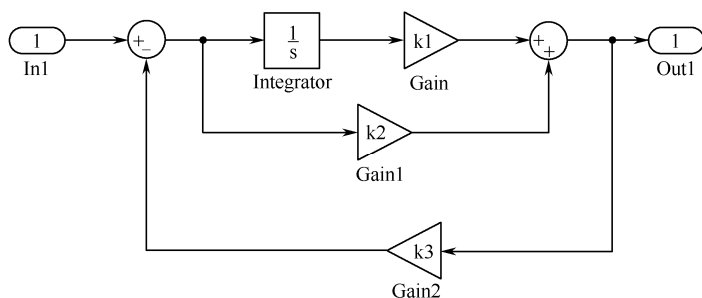 1
In1
+
−
1
s
Integrator
k1
Gain
+
+
1
Out1
k2
Gain1
k3
Gain2